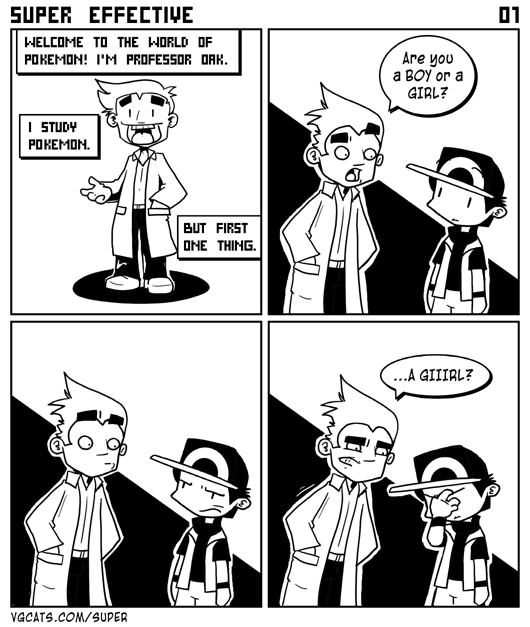 SUPER EFFECTIVE 01
WELCOME TO THE WORLD OF
POKEMON! I'M PROFESSOR OAK.
I STUDY
POKEMON.
BUT FIRST
ONE THING.
Are you
a BOY or a
GIRL?
...A GIIIRL?
VGCATS.COM/SUPER